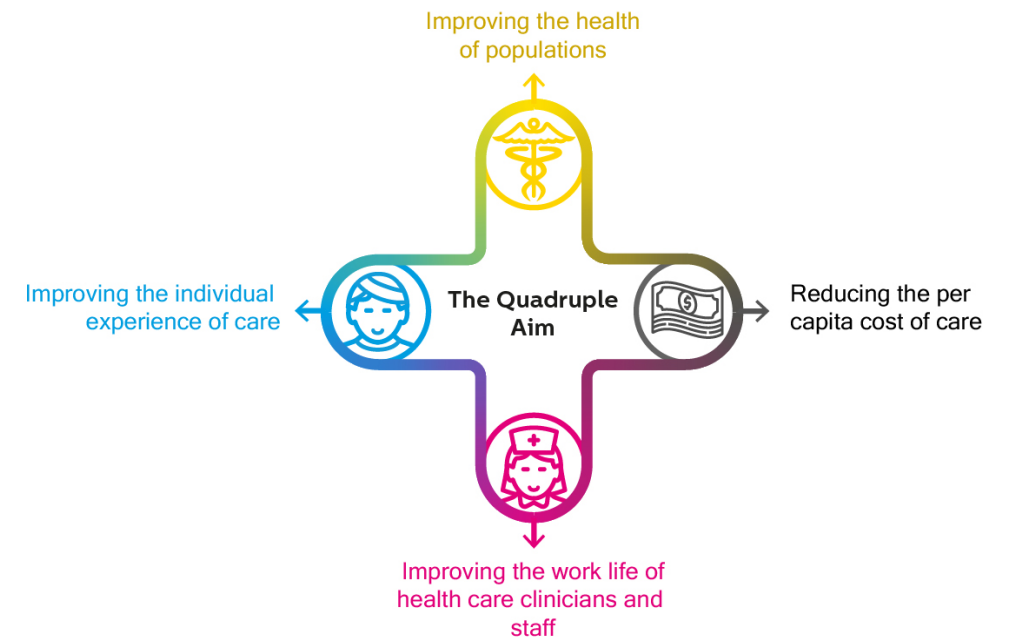 Improving the health
of populations
Improving the individual
experience of care
The Quadruple
Aim
$
Reducing the per
capita cost of care
Improving the work life of
health care clinicians and
staff